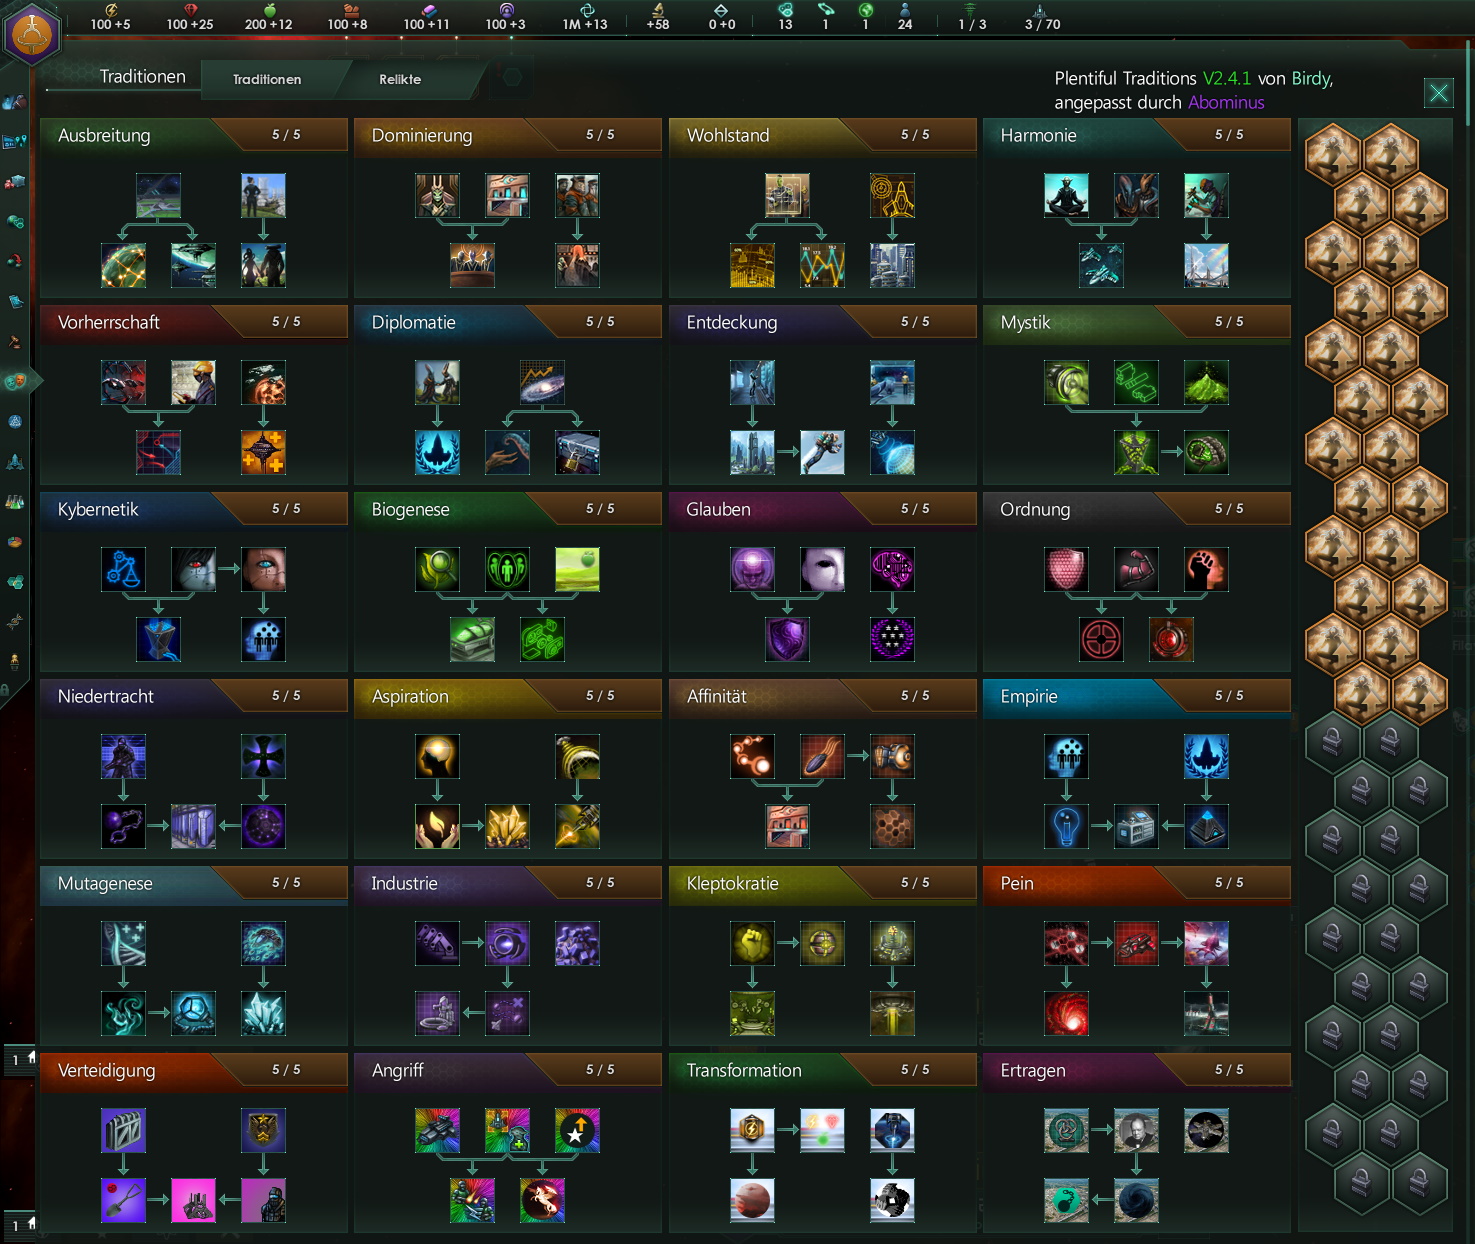 100 +5 100 +25 200 +12 100 +8 100 +11 100 +3 1M +13 +58 0 +0 13 1 1 24 1 / 3 3 / 70
Traditionen Traditionen Relikte
Plentiful Traditions V2.4.1 von Birdy,
angepasst durch Abominus
Ausbreitung 5 / 5 Dominierung 5 / 5 Wohlstand 5 / 5 Harmonie 5 / 5
Vorherrschaft 5 / 5 Diplomatie 5 / 5 Entdeckung 5 / 5 Mystik 5 / 5
Kybernetik 5 / 5 Biogenese 5 / 5 Glauben 5 / 5 Ordnung 5 / 5
Niedertracht 5 / 5 Aspiration 5 / 5 Affinität 5 / 5 Empirie 5 / 5
Mutagenese 5 / 5 Industrie 5 / 5 Kleptokratie 5 / 5 Pein 5 / 5
1
Verteidigung 5 / 5 Angriff 5 / 5 Transformation 5 / 5 Ertragen 5 / 5
1